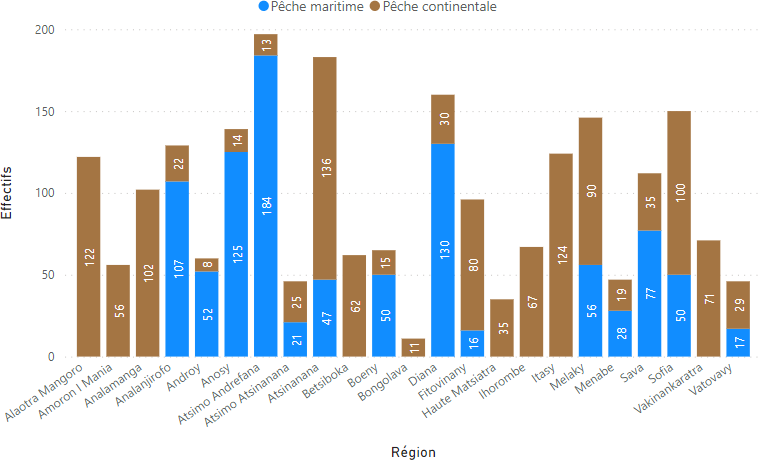 Pêche maritime Pêche continentale
Effectifs
200
150
100
50
0
122
56
102
107
22
52
8
125
14
184
13
21
25
47
136
62
50
15
11
130
30
16
80
35
67
124
56
90
28
19
77
35
50
100
71
17
29
Alaotra Mangoro
Amoron I Mania
Analamanga
Analanjirofo
Androy
Anosy
Atsimo Andrefana
Atsimo Atsinanana
Atsinanana
Betsiboka
Boeny
Bongolava
Diana
Fitovinany
Haute Matsiatra
Ihorombe
Itasy
Melaky
Menabe
Sava
Sofia
Vakinankaratra
Vatovavy
Région